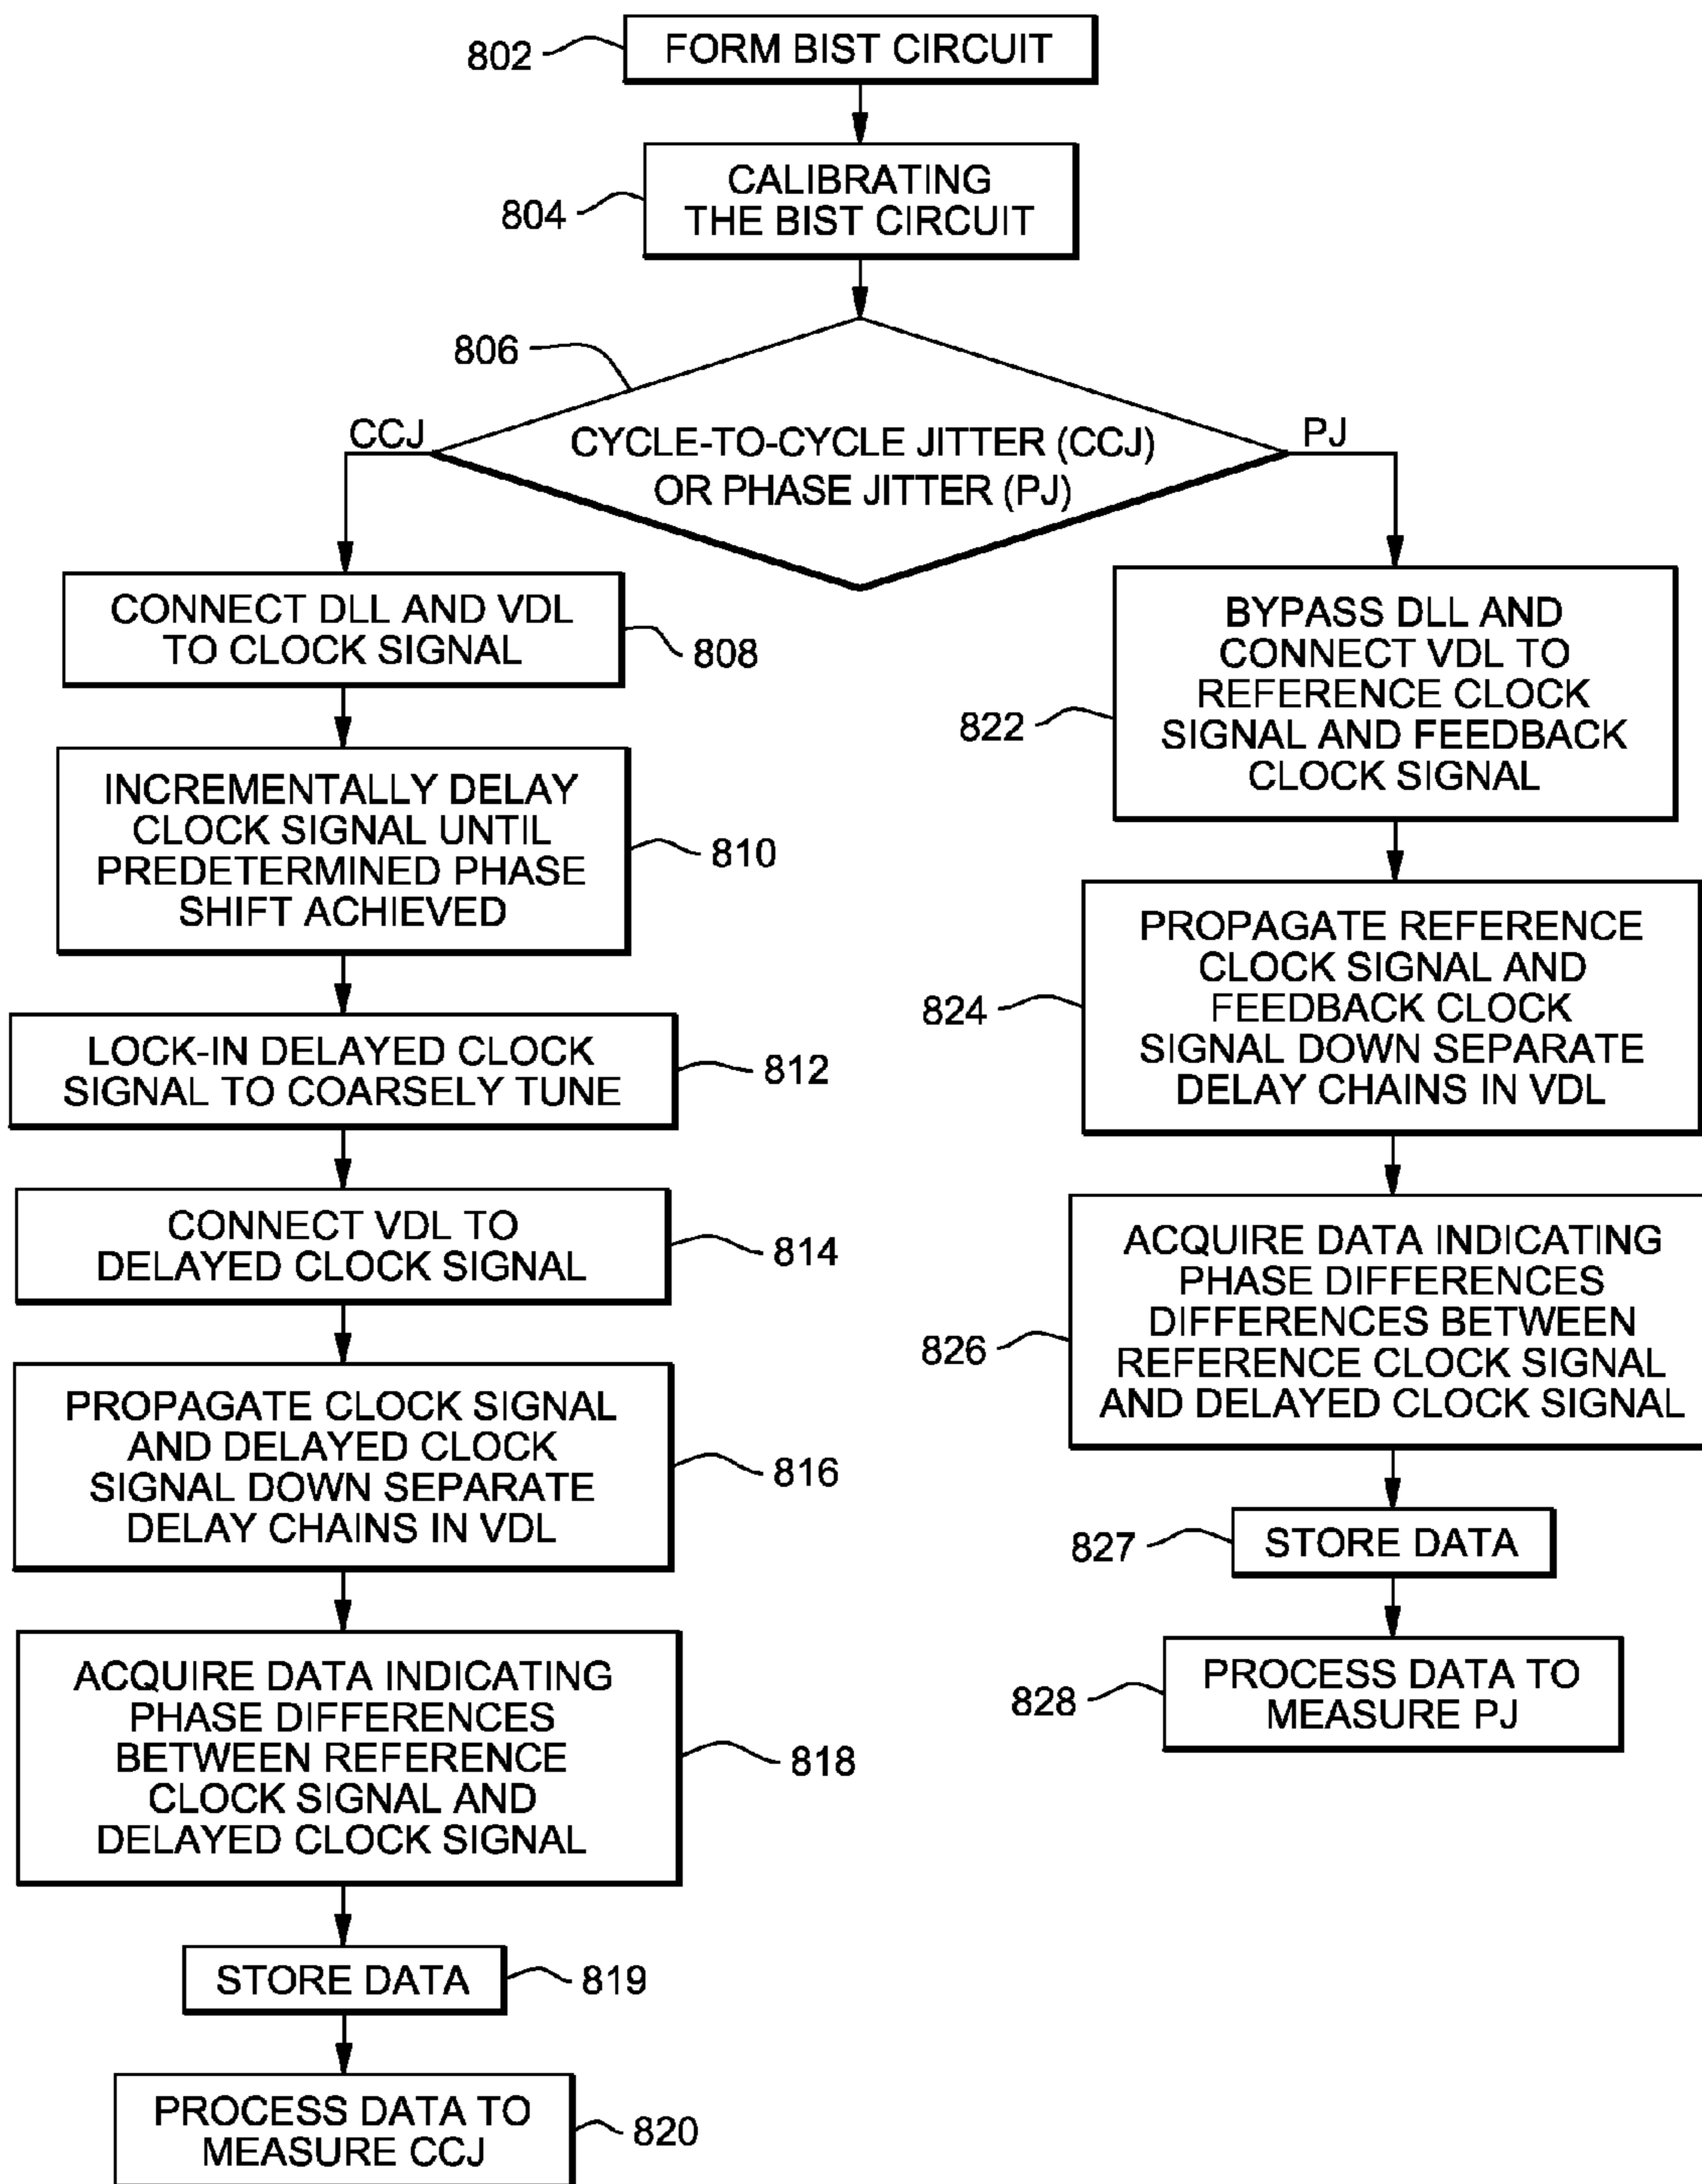 802
FORM BIST CIRCUIT
804
CALIBRATING
THE BIST CIRCUIT
806
CCJ
CYCLE-TO-CYCLE JITTER (CCJ)
OR PHASE JITTER (PJ)
PJ
CONNECT DLL AND VDL
TO CLOCK SIGNAL
808
INCREMENTALLY DELAY
CLOCK SIGNAL UNTIL
PREDETERMINED PHASE
SHIFT ACHIEVED
810
LOCK-IN DELAYED CLOCK
SIGNAL TO COARSELY TUNE
812
CONNECT VDL TO
DELAYED CLOCK SIGNAL
814
PROPAGATE CLOCK SIGNAL
AND DELAYED CLOCK
SIGNAL DOWN SEPARATE
DELAY CHAINS IN VDL
816
ACQUIRE DATA INDICATING
PHASE DIFFERENCES
BETWEEN REFERENCE
CLOCK SIGNAL AND
DELAYED CLOCK SIGNAL
818
STORE DATA
819
PROCESS DATA TO
MEASURE CCJ
820
822
BYPASS DLL AND
CONNECT VDL TO
REFERENCE CLOCK
SIGNAL AND FEEDBACK
CLOCK SIGNAL
824
PROPAGATE REFERENCE
CLOCK SIGNAL AND
FEEDBACK CLOCK
SIGNAL DOWN SEPARATE
DELAY CHAINS IN VDL
826
ACQUIRE DATA INDICATING
PHASE DIFFERENCES
DIFFERENCES BETWEEN
REFERENCE CLOCK SIGNAL
AND DELAYED CLOCK SIGNAL
827
STORE DATA
828
PROCESS DATA TO
MEASURE PJ